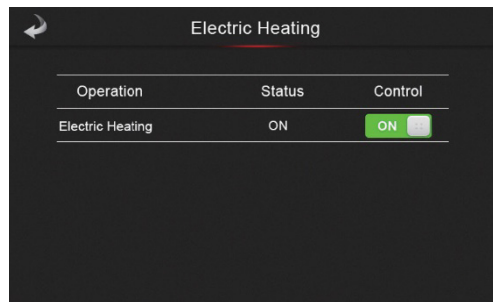 Electric Heating
Operation Status Control
Electric Heating ON ON